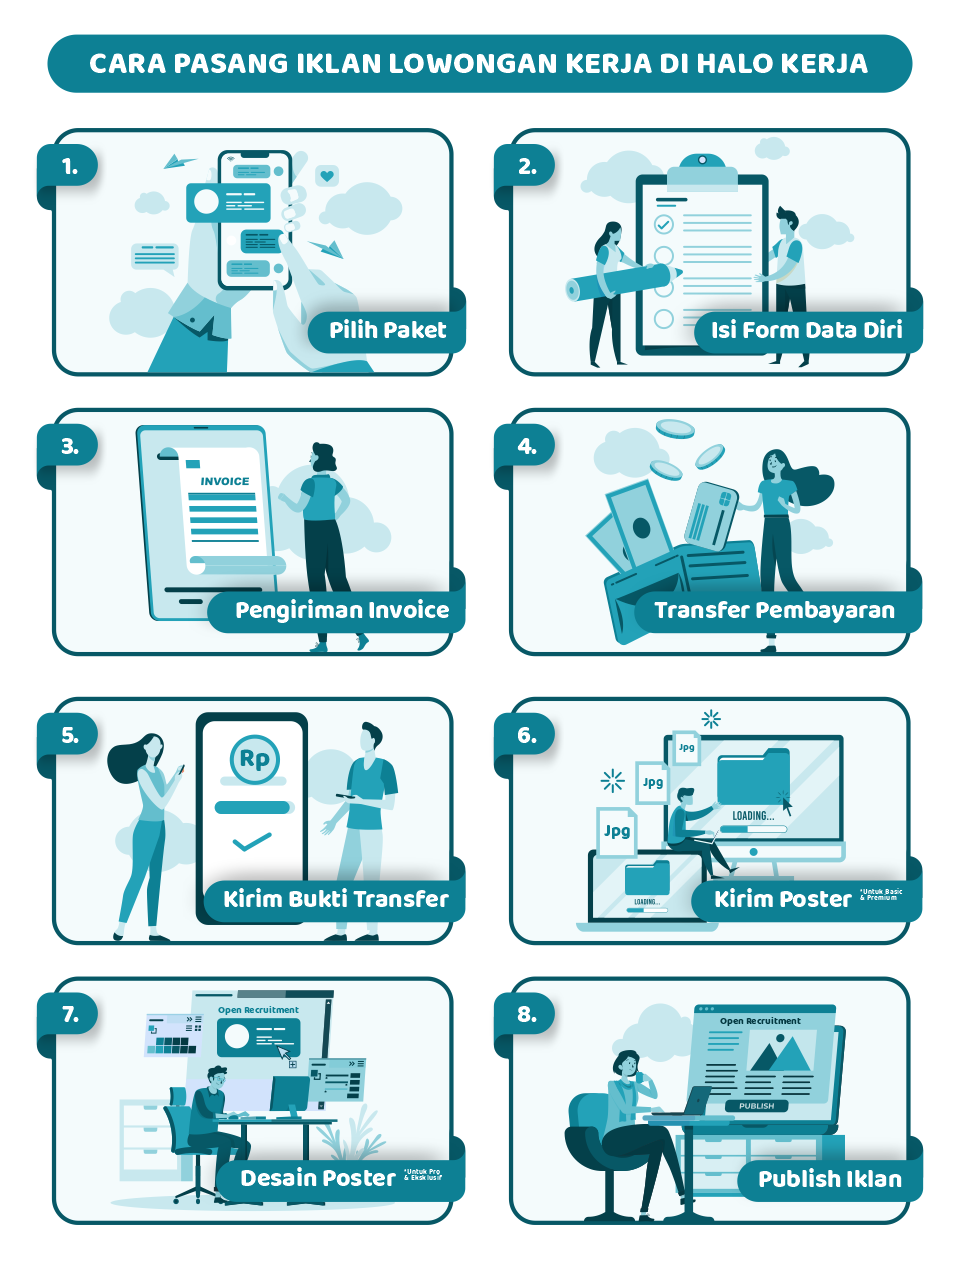 CARA PASANG IKLAN LOWONGAN KERJA DI HALO KERJA
1.
Pilih Paket
2.
Isi Form Data Diri
3.
INVOICE
Pengiriman Invoice
4.
Transfer Pembayaran
5.
Rp
Kirim Bukti Transfer
6.
Jpg
Jpg
Jpg
LOADING...
LOADING...
Kirim Poster
*Untuk Basic
& Premium
7.
Open Recruitment
Desain Poster
*Untuk Pro
& Eksklusif
8.
Open Recruitment
PUBLISH
Publish Iklan